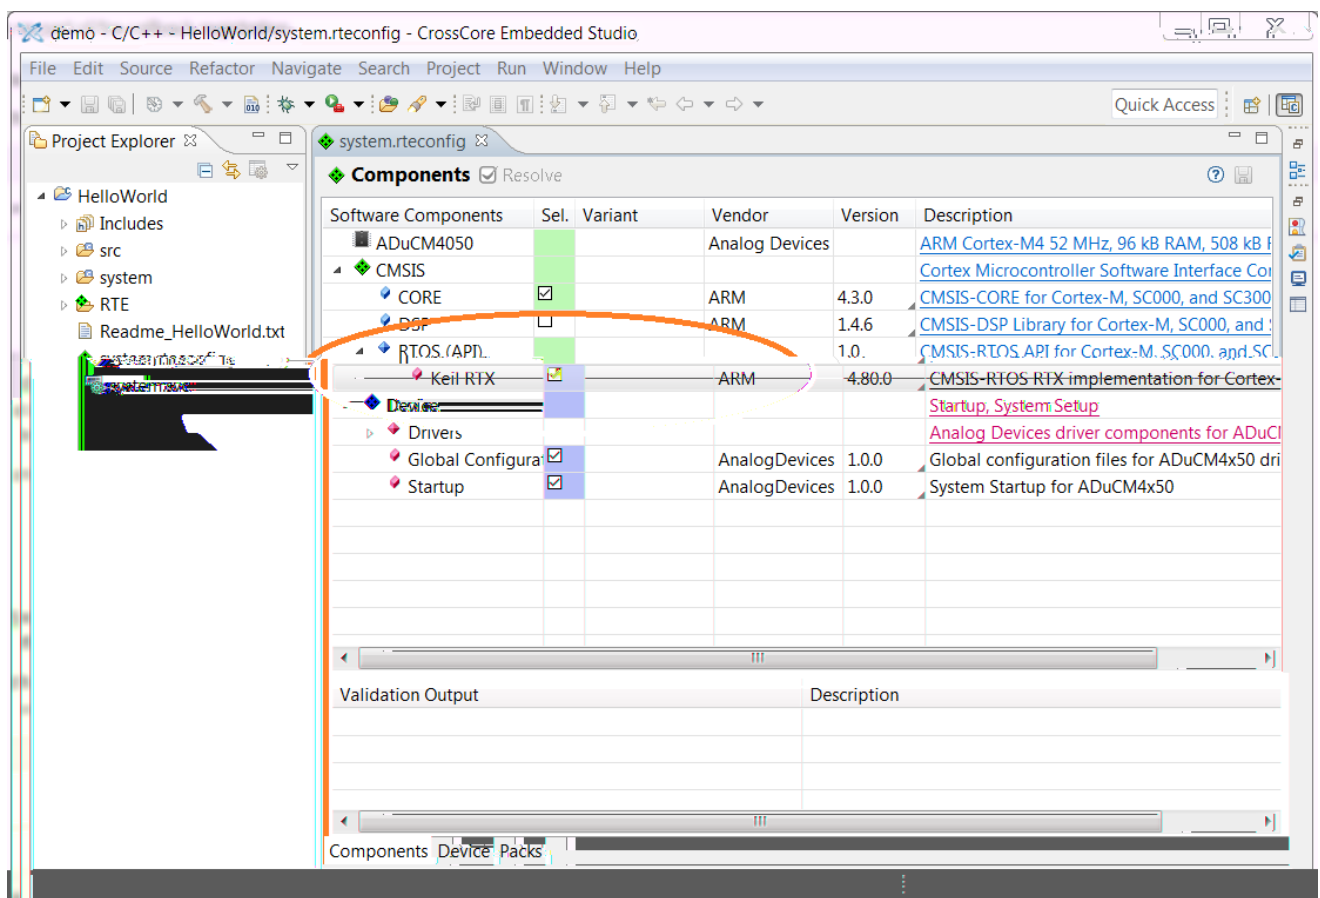 demo - C/C++ - HelloWorld/system.rteconfig - CrossCore Embedded Studio
File Edit Source Refactor Navigate Search Project Run Window Help
Quick Access
Project Explorer
system.rteconfig
Components Resolve
HelloWorld
Includes
src
system
RTE
Readme_HelloWorld.txt
Software Components Sel. Variant Vendor Version Description
ADuCM4050 Analog Devices ARM Cortex-M4 52 MHz, 96 kB RAM, 508 kB
CMSIS Cortex Microcontroller Software Interface Cor
CORE ARM 4.3.0 CMSIS-CORE for Cortex-M, SC000, and SC300
DSP ARM 1.4.6 CMSIS-DSP Library for Cortex-M, SC000, and
RTOS (API) 1.0 CMSIS-RTOS API for Cortex-M, SC000, and SC
Keil RTX ARM 4.80.0 CMSIS-RTOS RTX implementation for Cortex-
Device Startup, System Setup
Drivers Analog Devices driver components for ADuCM
Global Configurat AnalogDevices 1.0.0 Global configuration files for ADuCM4x50 dri
Startup AnalogDevices 1.0.0 System Startup for ADuCM4x50
Validation Output Description
Components Device Packs